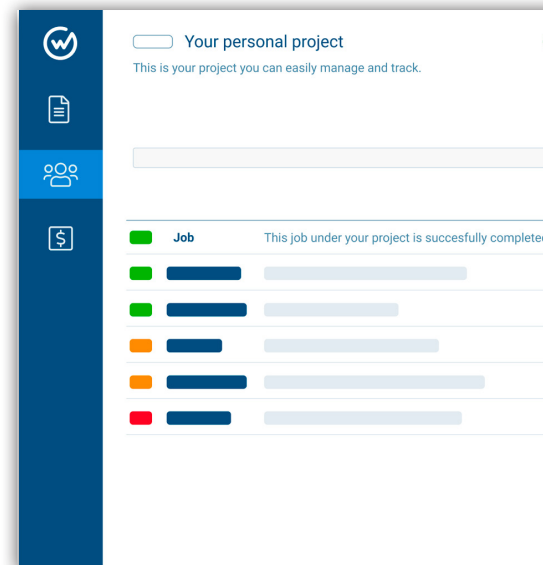 Your personal project
This is your project you can easily manage and track.
Job This job under your project is succesfully completed